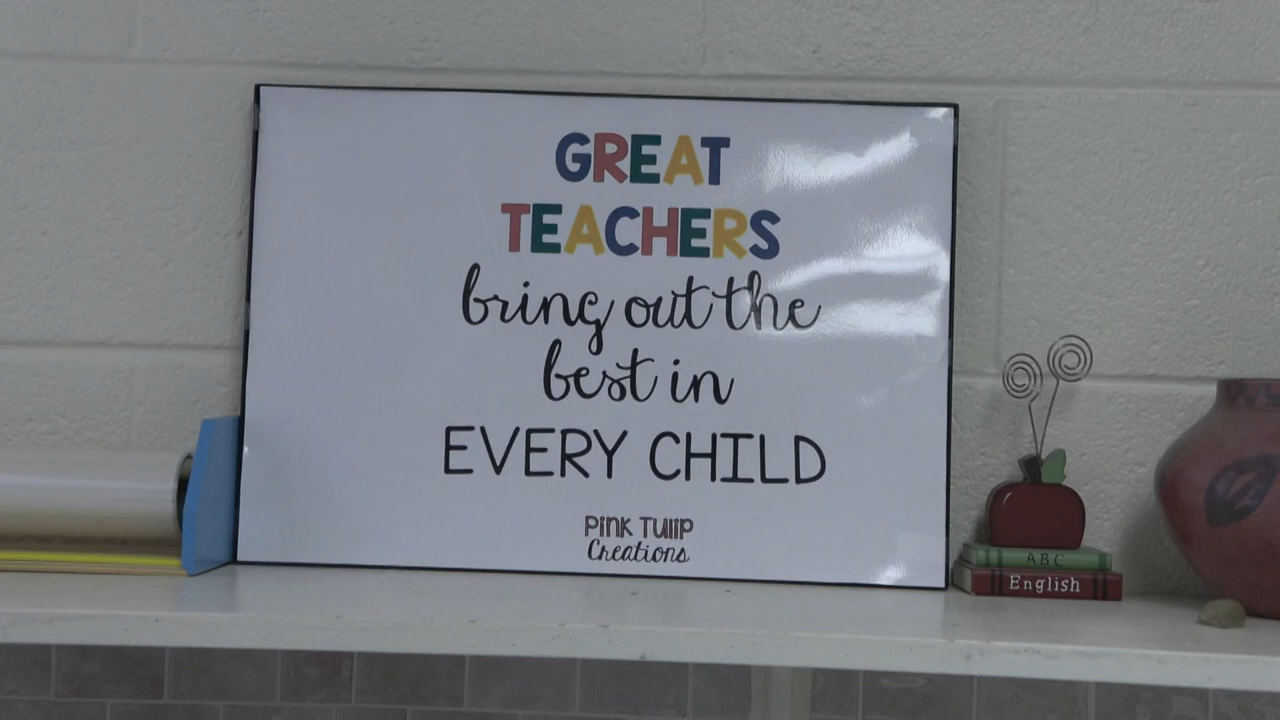 GREAT
TEACHERS
bring out the
best in
EVERY CHILD
Pink Tulip
Creations
ABC
English